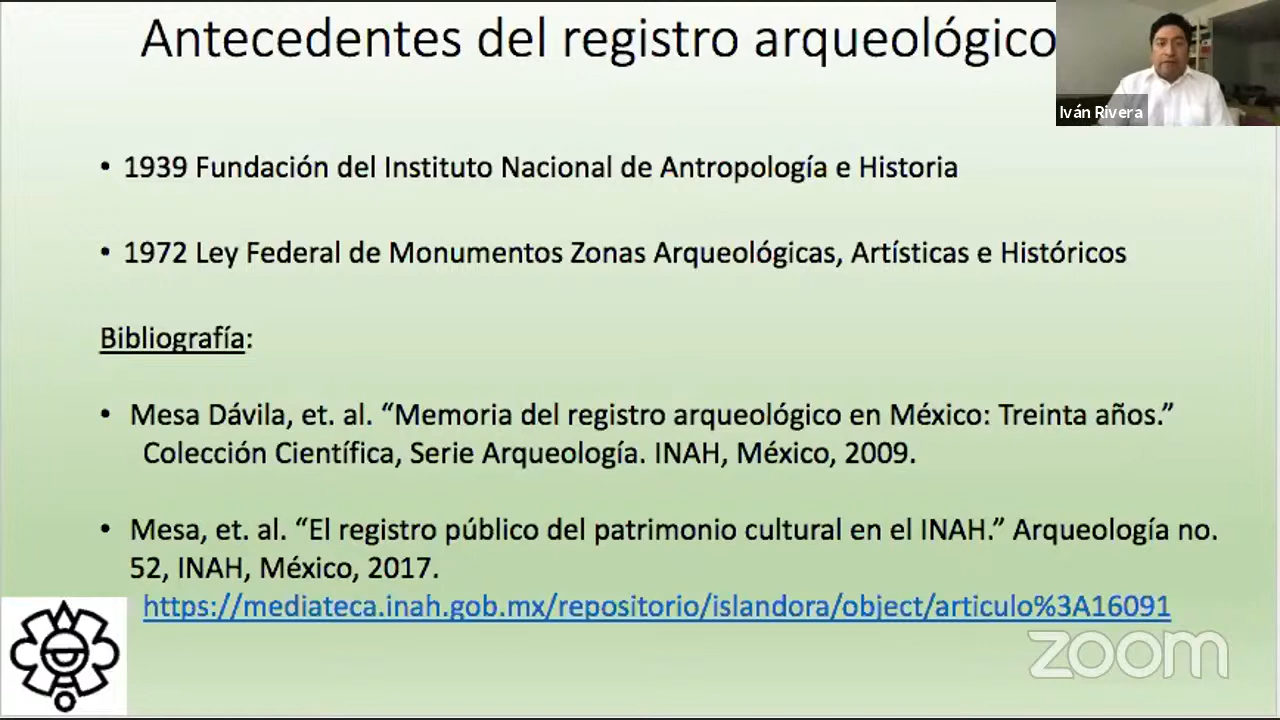 Antecedentes del registro arqueológico
Iván Rivera
• 1939 Fundación del Instituto Nacional de Antropología e Historia
• 1972 Ley Federal de Monumentos Zonas Arqueológicas, Artísticas e Históricos
Bibliografía:
• Mesa Dávila, et. al. “Memoria del registro arqueológico en México: Treinta años.”
Colección Científica, Serie Arqueología. INAH, México, 2009.
• Mesa, et. al. “El registro público del patrimonio cultural en el INAH.” Arqueología no.
52, INAH, México, 2017.
https://mediateca.inah.gob.mx/repositorio/islandora/object/articulo%3A16091
zoom